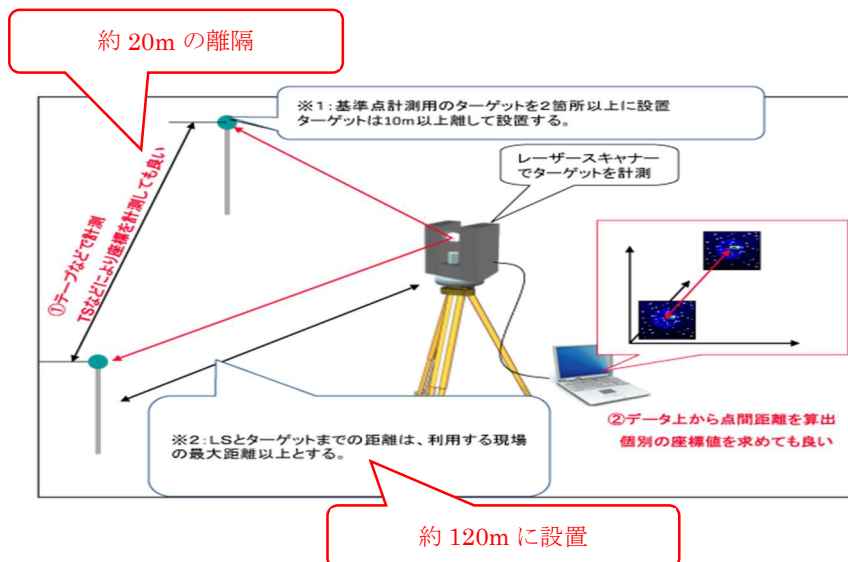 約 20m の離隔
※1:基準点計測用のターゲットを2箇所以上に設置
ターゲットは10m以上離して設置する。
レーザースキャナー
でターゲットを計測
①テープなどで計測
TSなどにより座標を計測しても良い
②データ上から点間距離を算出
個別の座標値を求めても良い
※2:LSとターゲットまでの距離は、利用する現場
の最大距離以上とする。
約 120m に設置